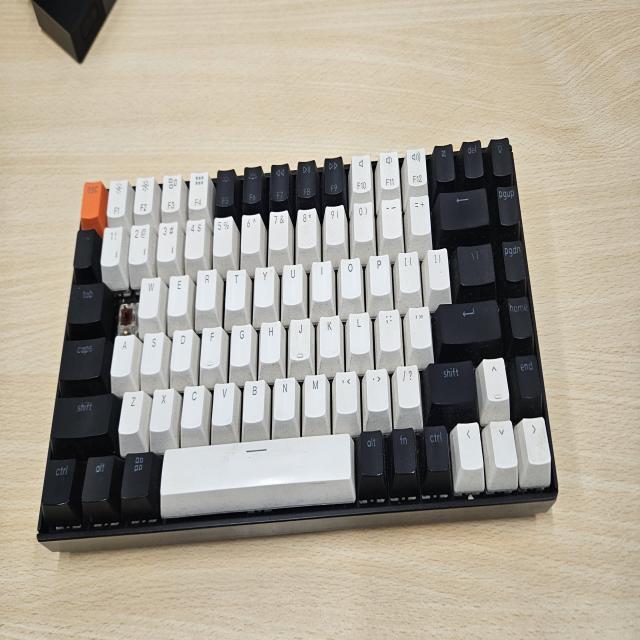 esc F1 F2 F3 F4 F5 F6 F7 F8 F9 F10 F11 F12 del
1! 2@ 3# 4$ 5% 6^ 7& 8* 9( 0) -_ =+ ← pgup
tab W E R T Y U I O P [{ ]} \| pgdn
caps A S D F G H J K L ;: '" home
shift Z X C V B N M ,< .> /? shift ^ end
ctrl alt alt fn ctrl < v >